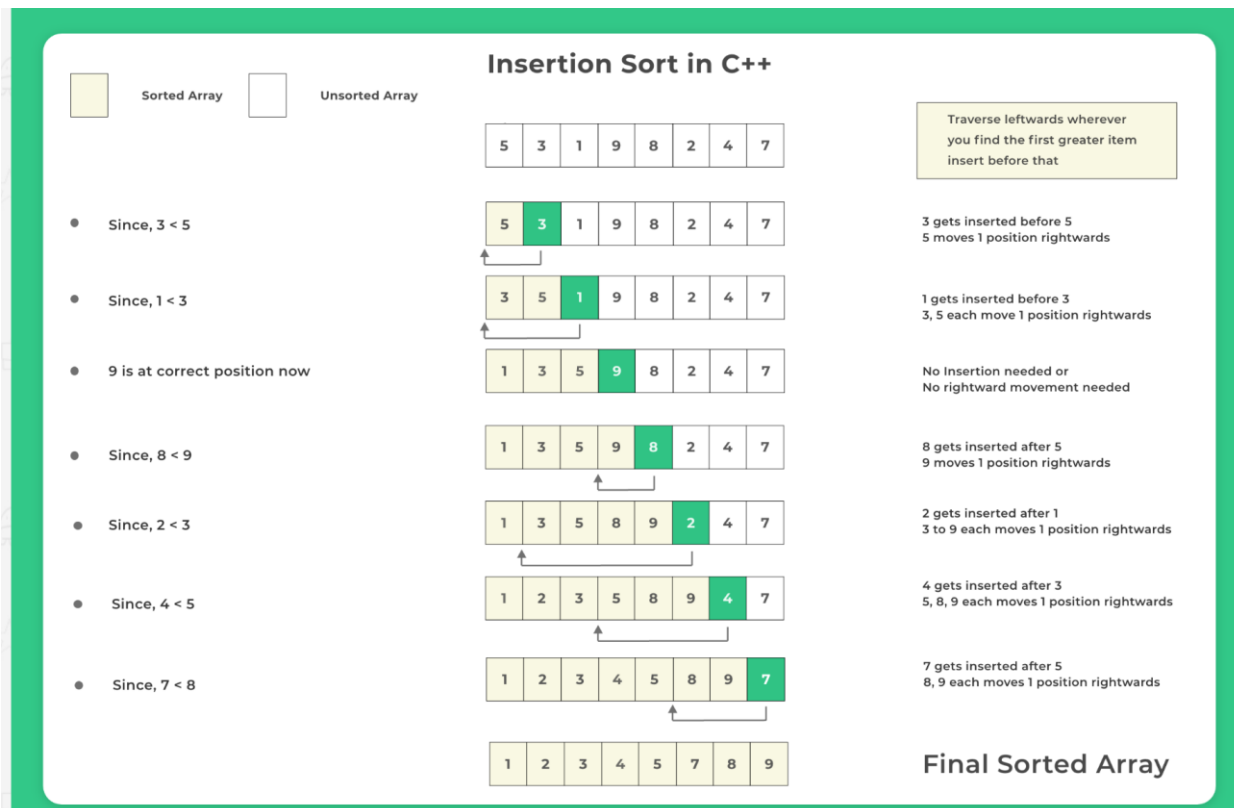 Insertion Sort in C++
Sorted Array
Unsorted Array
Traverse leftwards wherever
you find the first greater item
insert before that
5 3 1 9 8 2 4 7
Since, 3 < 5
5 3 1 9 8 2 4 7
3 gets inserted before 5
5 moves 1 position rightwards
Since, 1 < 3
3 5 1 9 8 2 4 7
1 gets inserted before 3
3, 5 each move 1 position rightwards
9 is at correct position now
1 3 5 9 8 2 4 7
No Insertion needed or
No rightward movement needed
Since, 8 < 9
1 3 5 9 8 2 4 7
8 gets inserted after 5
9 moves 1 position rightwards
Since, 2 < 3
1 3 5 8 9 2 4 7
2 gets inserted after 1
3 to 9 each moves 1 position rightwards
Since, 4 < 5
1 2 3 5 8 9 4 7
4 gets inserted after 3
5, 8, 9 each moves 1 position rightwards
Since, 7 < 8
1 2 3 4 5 8 9 7
7 gets inserted after 5
8, 9 each moves 1 position rightwards
1 2 3 4 5 7 8 9
Final Sorted Array